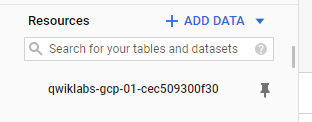 Resources + ADD DATA
Search for your tables and datasets ?
qwiklabs-gcp-01-cec509300f30